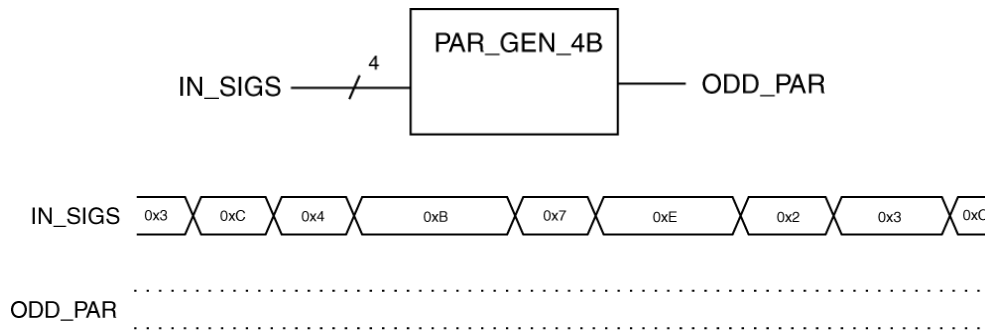 PAR_GEN_4B
4
IN_SIGS
ODD_PAR
IN_SIGS 0x3 0xC 0x4 0xB 0x7 0xE 0x2 0x3
ODD_PAR